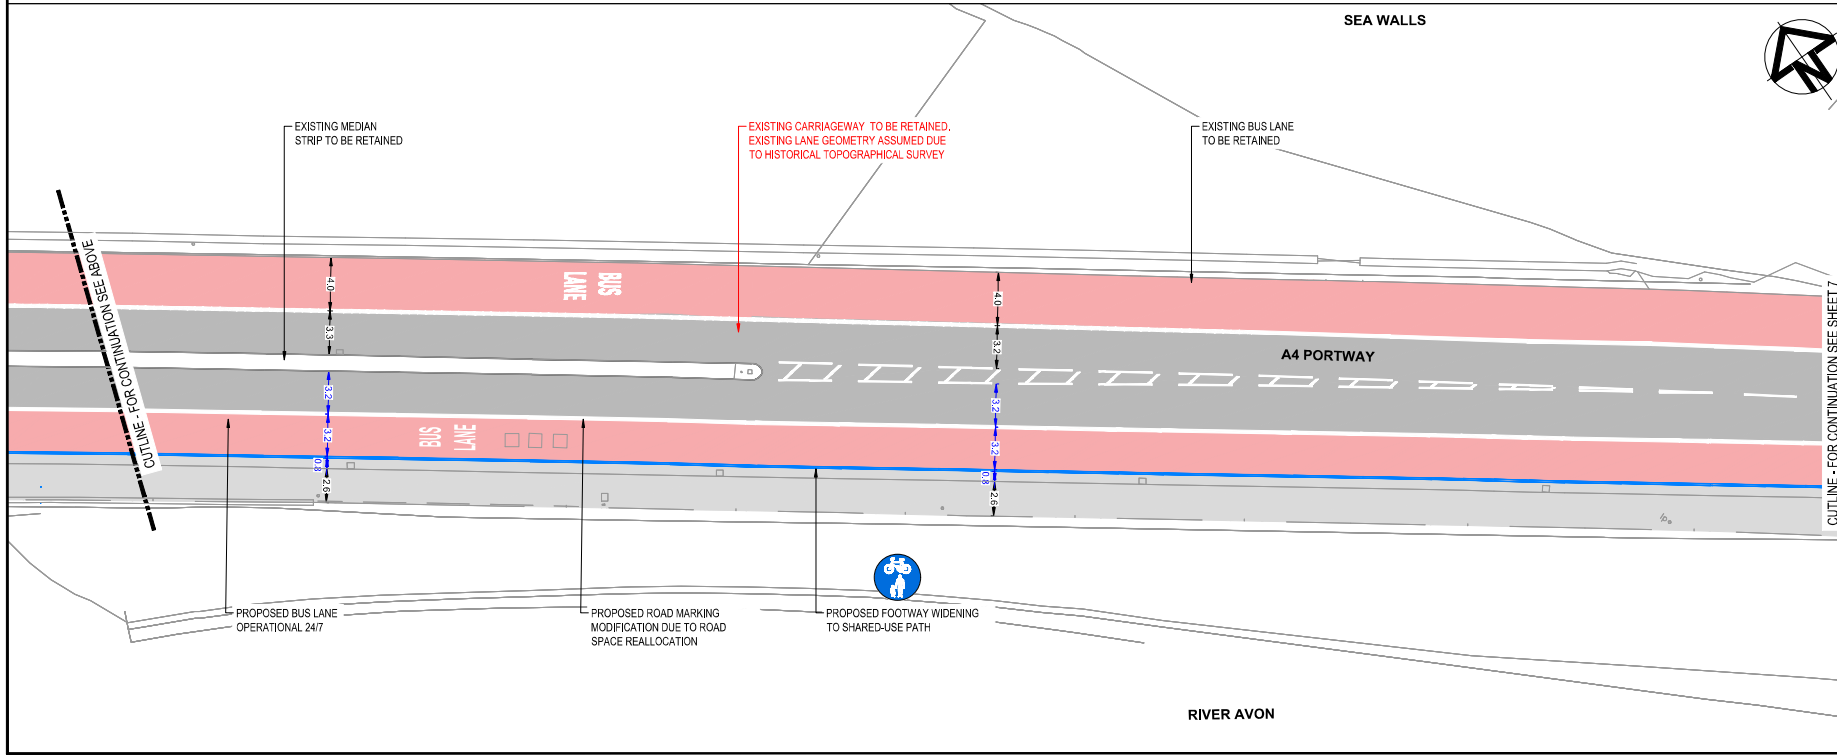 SEA WALLS
N
EXISTING MEDIAN
STRIP TO BE RETAINED
EXISTING CARRIAGEWAY TO BE RETAINED.
EXISTING LANE GEOMETRY ASSUMED DUE
TO HISTORICAL TOPOGRAPHICAL SURVEY
EXISTING BUS LANE
TO BE RETAINED
CUTLINE - FOR CONTINUATION SEE ABOVE
4.0
3.3
3.2
3.2
0.8
2.6
BUS
LANE
BUS
LANE
4.0
3.2
3.2
3.2
0.8
2.6
A4 PORTWAY
CUTLINE - FOR CONTINUATION SEE SHEET 7
PROPOSED BUS LANE
OPERATIONAL 24/7
PROPOSED ROAD MARKING
MODIFICATION DUE TO ROAD
SPACE REALLOCATION
PROPOSED FOOTWAY WIDENING
TO SHARED-USE PATH
RIVER AVON